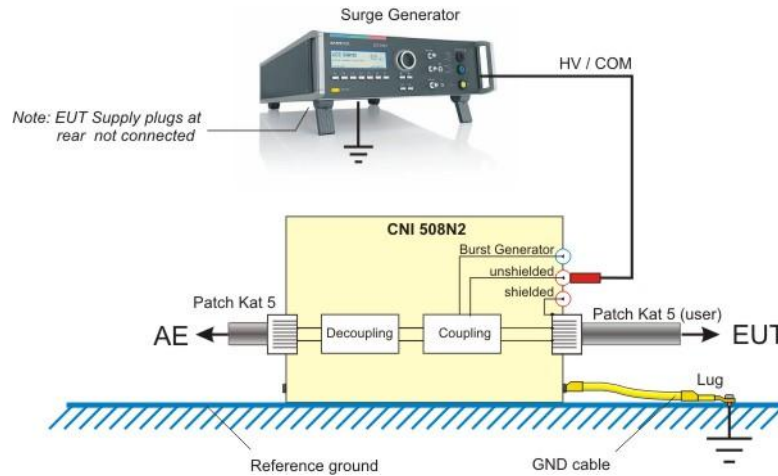 Surge Generator
HV / COM
Note: EUT Supply plugs at
rear not connected
CNI 508N2
Burst Generator
unshielded
shielded
Patch Kat 5
Patch Kat 5 (user)
AE
Decoupling
Coupling
EUT
Lug
Reference ground
GND cable